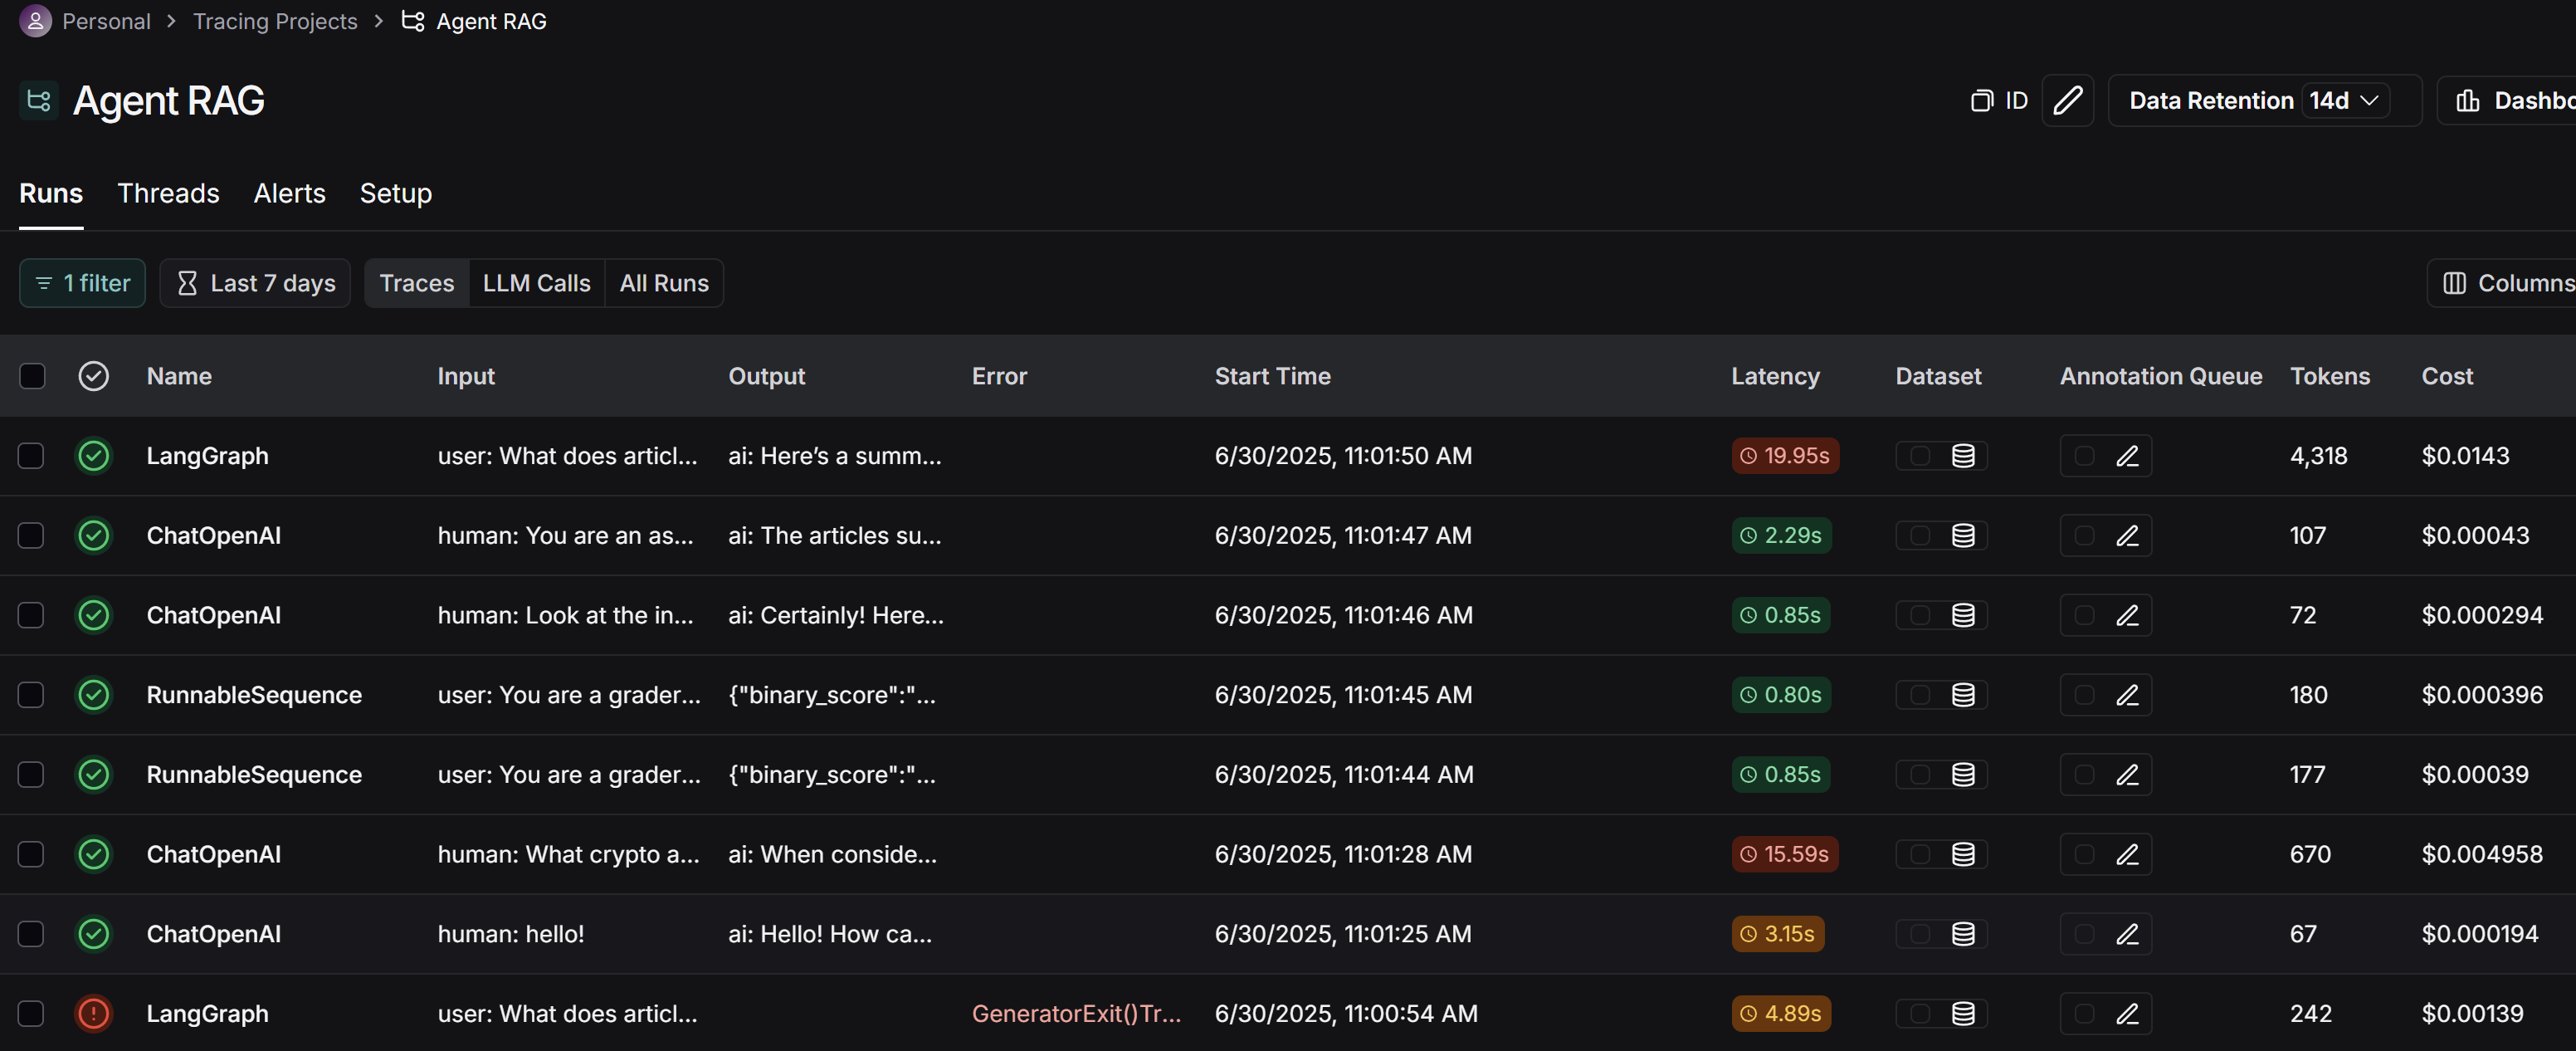 Personal > Tracing Projects > Agent RAG
Agent RAG
ID
Data Retention 14d
Dashbo
Runs Threads Alerts Setup
1 filter Last 7 days Traces LLM Calls All Runs Columns
Name Input Output Error Start Time Latency Dataset Annotation Queue Tokens Cost
LangGraph user: What does articl... ai: Here’s a summ... 6/30/2025, 11:01:50 AM 19.95s 4,318 $0.0143
ChatOpenAI human: You are an as... ai: The articles su... 6/30/2025, 11:01:47 AM 2.29s 107 $0.00043
ChatOpenAI human: Look at the in... ai: Certainly! Here... 6/30/2025, 11:01:46 AM 0.85s 72 $0.000294
RunnableSequence user: You are a grader... {"binary_score":"... 6/30/2025, 11:01:45 AM 0.80s 180 $0.000396
RunnableSequence user: You are a grader... {"binary_score":"... 6/30/2025, 11:01:44 AM 0.85s 177 $0.00039
ChatOpenAI human: What crypto a... ai: When conside... 6/30/2025, 11:01:28 AM 15.59s 670 $0.004958
ChatOpenAI human: hello! ai: Hello! How ca... 6/30/2025, 11:01:25 AM 3.15s 67 $0.000194
LangGraph user: What does articl... GeneratorExit()Tr... 6/30/2025, 11:00:54 AM 4.89s 242 $0.00139